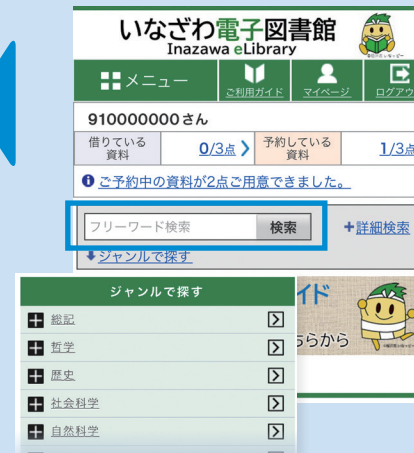 いなざわ電子図書館
Inazawa eLibrary
メニュー
ご利用ガイド
マイページ
ログアウ
910000000さん
借りている
資料
0/3点
予約している
資料
1/3点
ご予約中の資料が2点ご用意できました。
フリーワード検索
検索
+詳細検索
ジャンルで探す
ジャンルで探す
総記
哲学
歴史
社会科学
自然科学
イド
ちらから